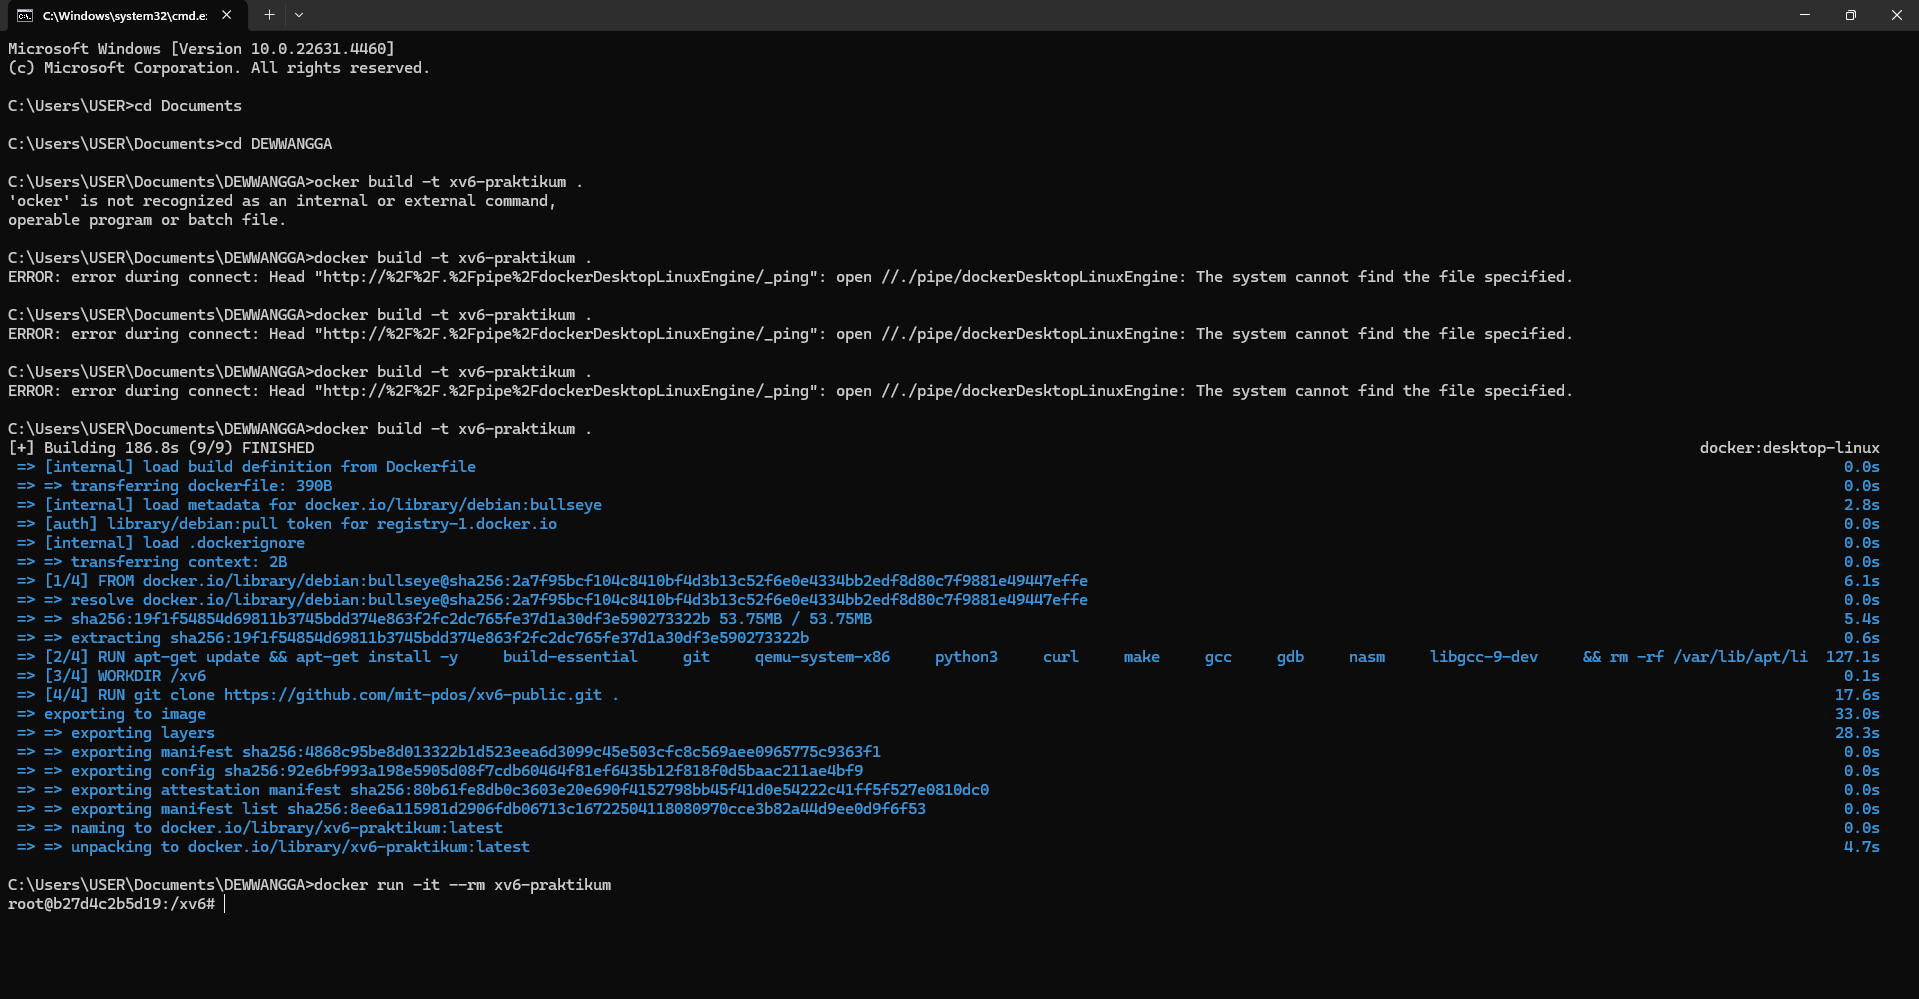 C:\Windows\system32\cmd.e:
Microsoft Windows [Version 10.0.22631.4460]
(c) Microsoft Corporation. All rights reserved.
C:\Users\USER>cd Documents
C:\Users\USER\Documents>cd DEWWANGGA
C:\Users\USER\Documents\DEWWANGGA>ocker build -t xv6-praktikum .
'ocker' is not recognized as an internal or external command,
operable program or batch file.
C:\Users\USER\Documents\DEWWANGGA>docker build -t xv6-praktikum .
ERROR: error during connect: Head "http://%2F%2F.%2Fpipe%2FdockerDesktopLinuxEngine/_ping": open //./pipe/dockerDesktopLinuxEngine: The system cannot find the file specified.
C:\Users\USER\Documents\DEWWANGGA>docker build -t xv6-praktikum .
ERROR: error during connect: Head "http://%2F%2F.%2Fpipe%2FdockerDesktopLinuxEngine/_ping": open //./pipe/dockerDesktopLinuxEngine: The system cannot find the file specified.
C:\Users\USER\Documents\DEWWANGGA>docker build -t xv6-praktikum .
ERROR: error during connect: Head "http://%2F%2F.%2Fpipe%2FdockerDesktopLinuxEngine/_ping": open //./pipe/dockerDesktopLinuxEngine: The system cannot find the file specified.
C:\Users\USER\Documents\DEWWANGGA>docker build -t xv6-praktikum .
[+] Building 186.8s (9/9) FINISHED docker:desktop-linux
=> [internal] load build definition from Dockerfile 0.0s
=> => transferring dockerfile: 390B 0.0s
=> [internal] load metadata for docker.io/library/debian:bullseye 2.8s
=> [auth] library/debian:pull token for registry-1.docker.io 0.0s
=> [internal] load .dockerignore 0.0s
=> => transferring context: 2B 0.0s
=> [1/4] FROM docker.io/library/debian:bullseye@sha256:2a7f95bcf104c8410bf4d3b13c52f6e0e4334bb2edf8d80c7f9881e49447effe 6.1s
=> => resolve docker.io/library/debian:bullseye@sha256:2a7f95bcf104c8410bf4d3b13c52f6e0e4334bb2edf8d80c7f9881e49447effe 0.0s
=> => sha256:19f1f54854d69811b3745bdd374e863f2fc2dc765fe37d1a30df3e590273322b 53.75MB / 53.75MB 5.4s
=> => extracting sha256:19f1f54854d69811b3745bdd374e863f2fc2dc765fe37d1a30df3e590273322b 0.6s
=> [2/4] RUN apt-get update && apt-get install -y build-essential git qemu-system-x86 python3 curl make gcc gdb nasm libgcc-9-dev && rm -rf /var/lib/apt/li 127.1s
=> [3/4] WORKDIR /xv6 0.1s
=> [4/4] RUN git clone https://github.com/mit-pdos/xv6-public.git . 17.6s
=> exporting to image 33.0s
=> => exporting layers 28.3s
=> => exporting manifest sha256:4868c95be8d013322b1d523eea6d3099c45e503cfc8c569aee0965775c9363f1 0.0s
=> => exporting config sha256:92e6bf993a198e5905d08f7cdb60464f81ef6435b12f818f0d5baac211ae4bf9 0.0s
=> => exporting attestation manifest sha256:80b61fe8db0c3603e20e690f4152798bb45f41d0e54222c41ff5f527e0810dc0 0.0s
=> => exporting manifest list sha256:8ee6a115981d2906fdb06713c16722504118080970cce3b82a44d9ee0d9f6f53 0.0s
=> => naming to docker.io/library/xv6-praktikum:latest 0.0s
=> => unpacking to docker.io/library/xv6-praktikum:latest 4.7s
C:\Users\USER\Documents\DEWWANGGA>docker run -it --rm xv6-praktikum
root@b27d4c2b5d19:/xv6#